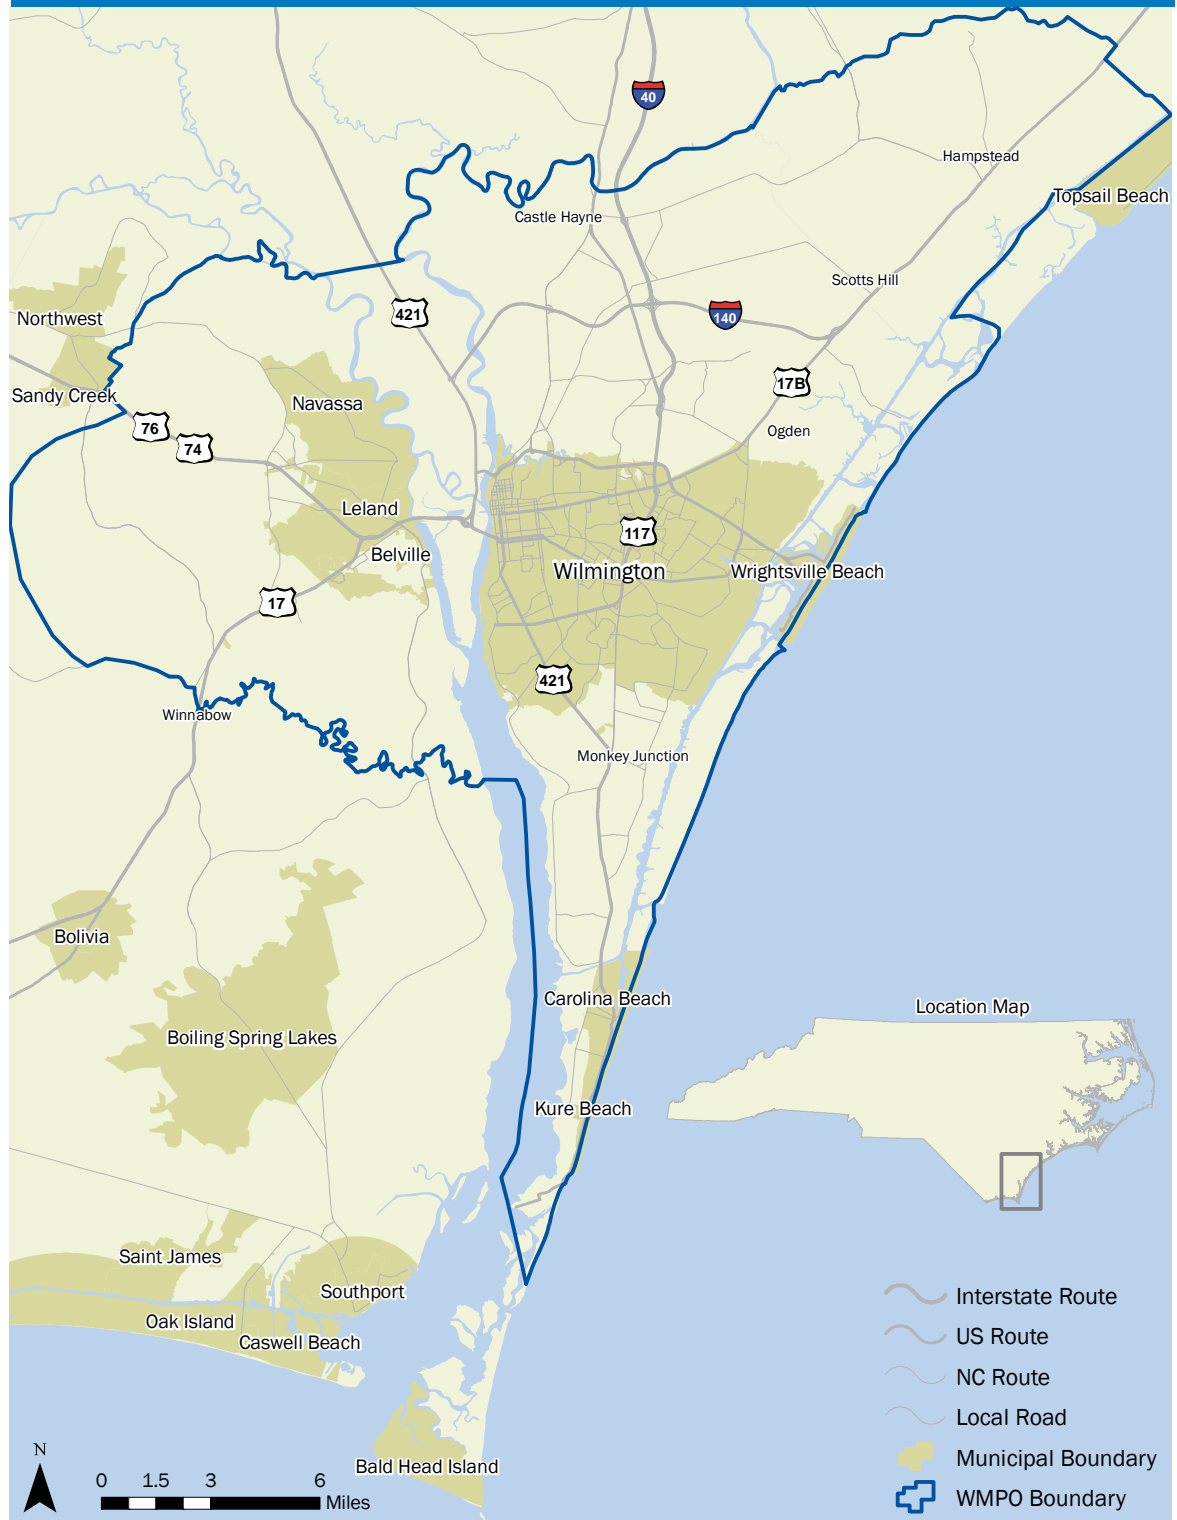 40
Hampstead
Topsail Beach
Castle Hayne
Scotts Hill
421
140
Northwest
17B
Sandy Creek
Navassa
76
Ogden
74
Leland
117
Belville
Wilmington
Wrightsville Beach
17
421
Winnabow
Monkey Junction
Bolivia
Carolina Beach
Location Map
Boiling Spring Lakes
Kure Beach
Saint James
Southport
Interstate Route
Oak Island
US Route
Caswell Beach
NC Route
Local Road
N
Municipal Boundary
Bald Head Island
0 1.5 3 6
Miles
WMPO Boundary